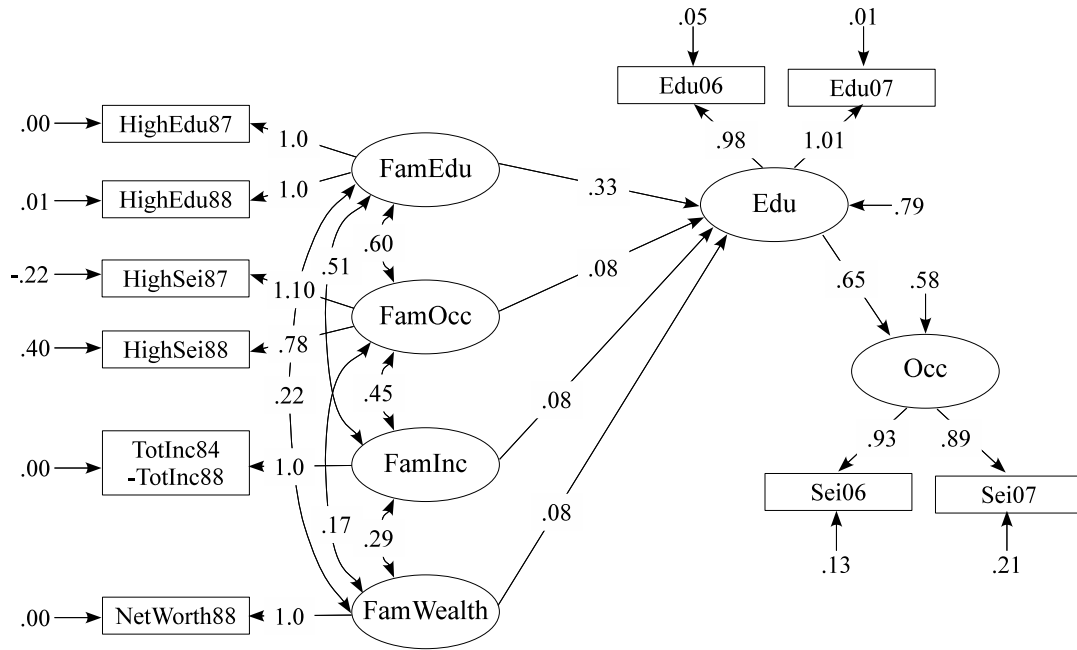 .05
.01
Edu06
Edu07
.00
HighEdu87
1.0
.98
1.01
FamEdu
.01
HighEdu88
1.0
.33
Edu
.79
.60
-.22
HighSei87
.51
.08
1.10
.65
.58
FamOcc
.40
HighSei88
.78
Occ
.22
.45
.08
.93
.89
TotInc84
-TotInc88
.00
1.0
FamInc
Sei06
Sei07
.17
.29
.08
.13
.21
.00
NetWorth88
1.0
FamWealth